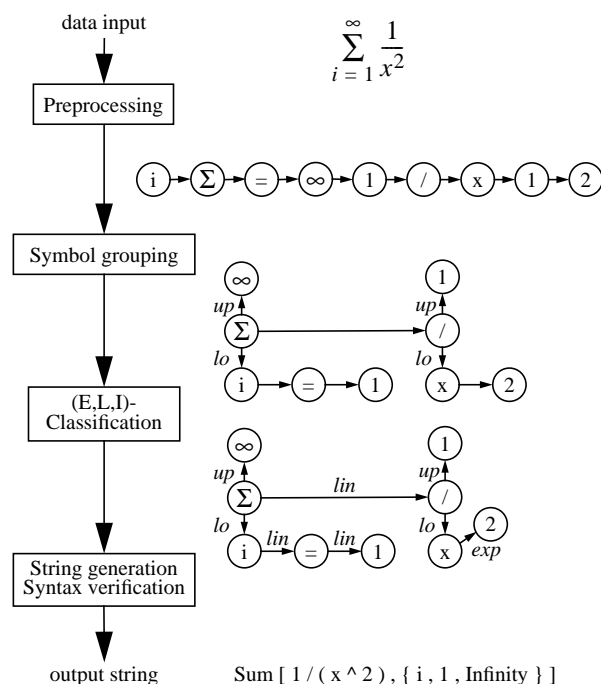 data input
∞
∑ 1
i = 1 x2
Preprocessing
i Σ = ∞ 1 / x 1 2
Symbol grouping
∞ 1
up up
Σ /
lo lo
i = 1 x 2
(E,L,I)-
Classification
∞ 1
up lin up
Σ /
lo lo 2
lin lin
i = 1 x exp
String generation
Syntax verification
output string
Sum [ 1 / ( x ^ 2 ) , { i , 1 , Infinity } ]